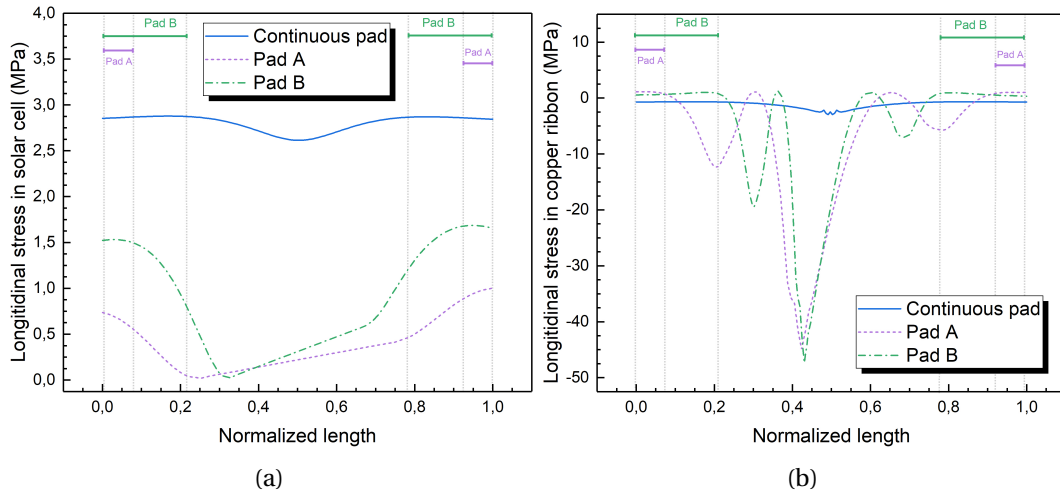 Longitidinal stress in solar cell (MPa)
4,0
3,5
3,0
2,5
2,0
1,5
1,0
0,5
0,0
Pad B
Pad A
Continuous pad
Pad A
Pad B
Pad B
Pad A
0,0 0,2 0,4 0,6 0,8 1,0
Normalized length
(a)
Longitidinal stress in copper ribbon (MPa)
10
0
-10
-20
-30
-40
-50
Pad B
Pad A
Pad B
Pad A
Continuous pad
Pad A
Pad B
0,0 0,2 0,4 0,6 0,8 1,0
Normalized length
(b)